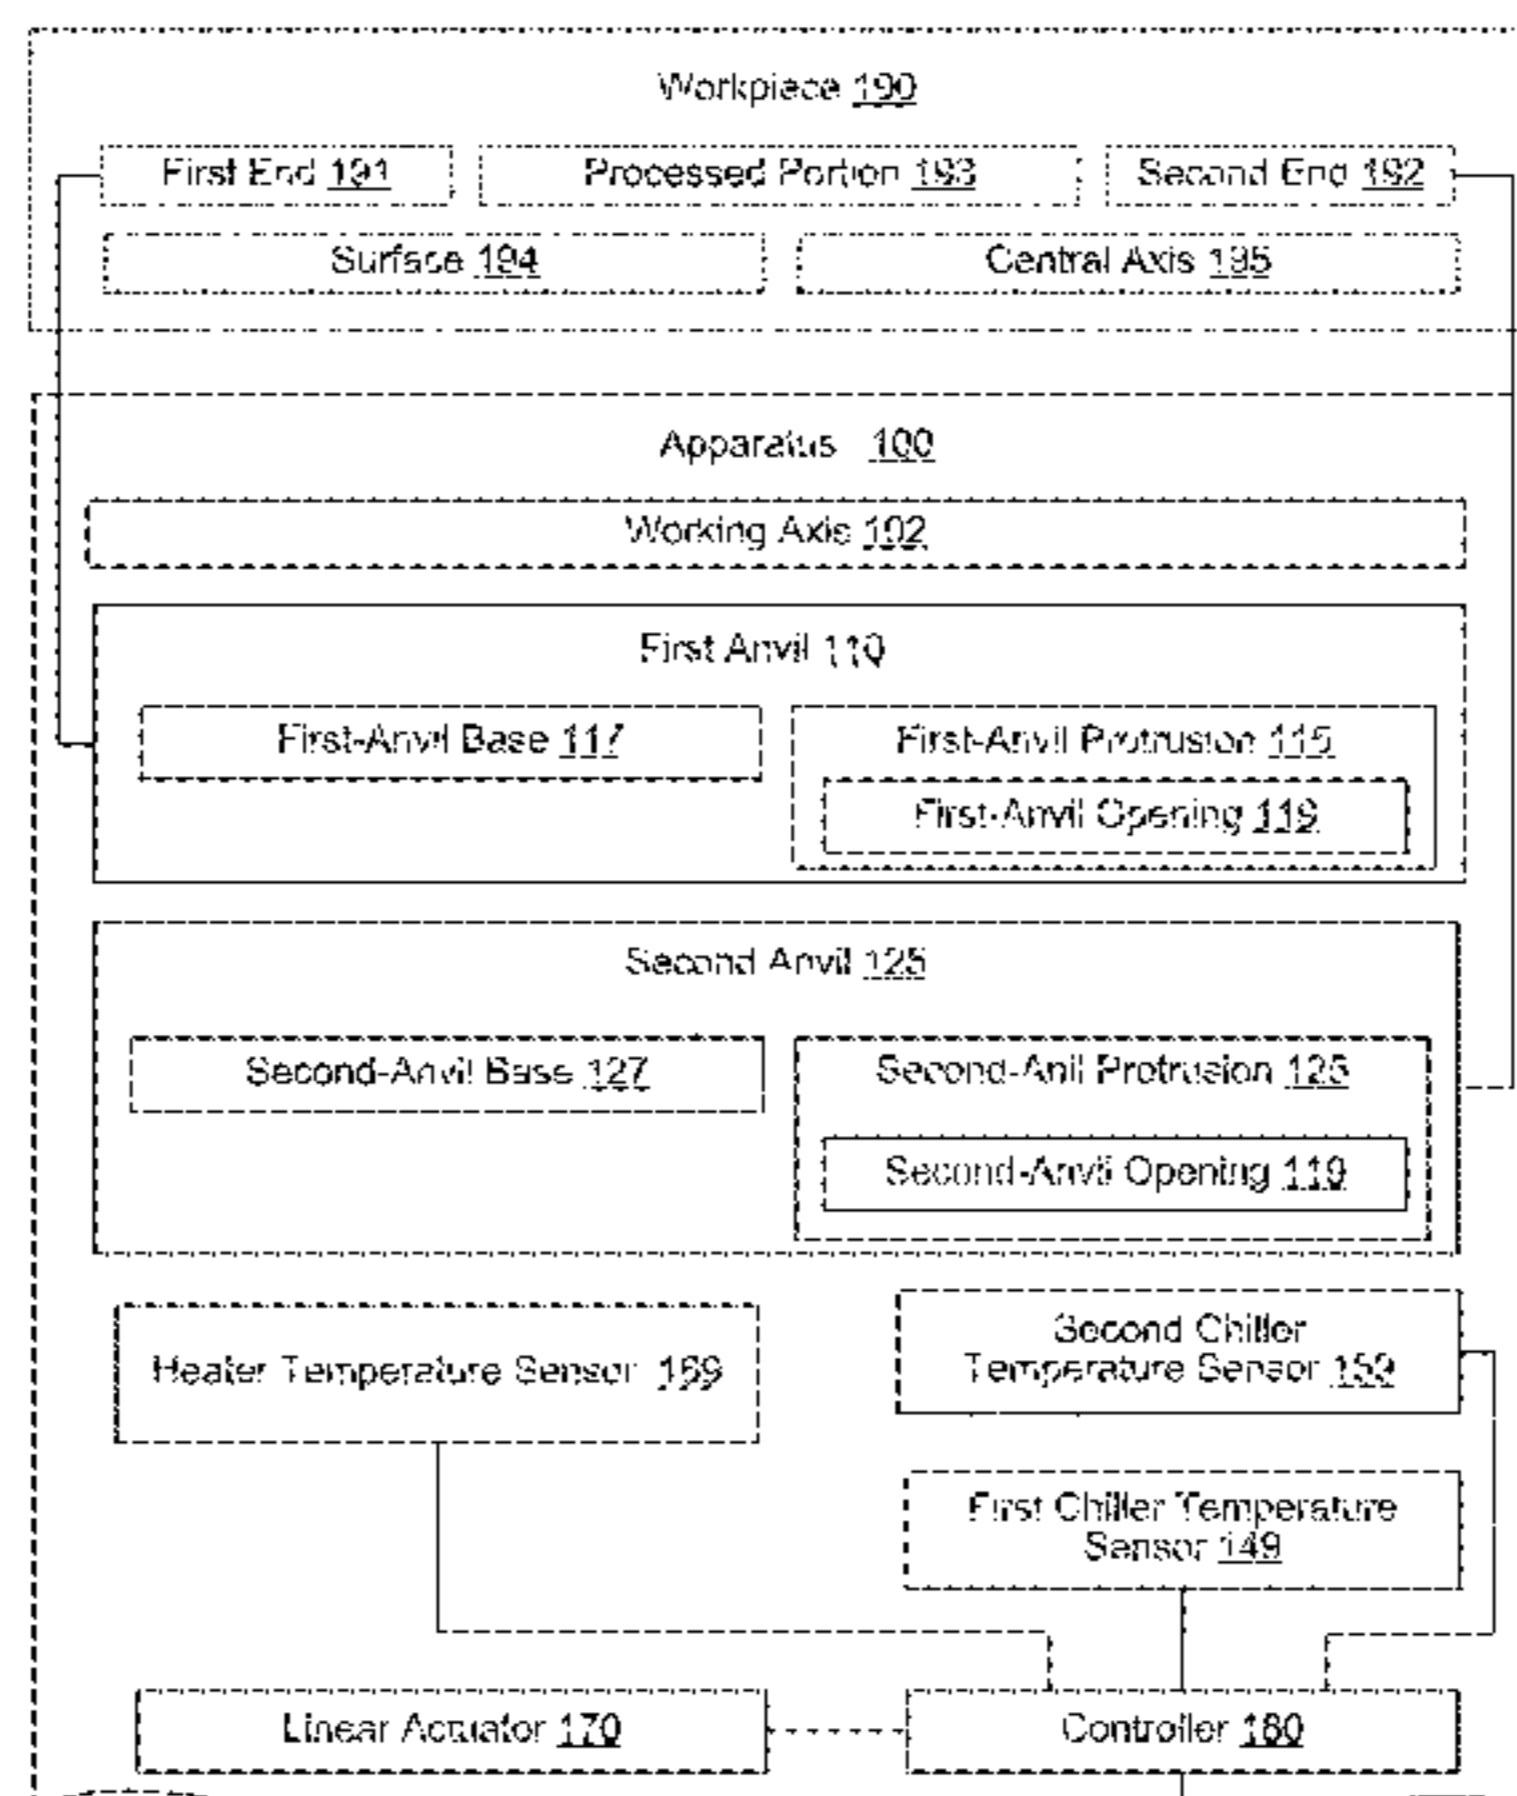 Workpiece 190
First End 191
Processed Portion 193
Second End 192
Surface 194
Central Axis 195
Apparatus 100
Working Axis 102
First Anvil 110
First-Anvil Base 117
First-Anvil Protrusion 115
First-Anvil Opening 119
Second Anvil 125
Second-Anvil Base 127
Second-Anil Protrusion 125
Second-Anvil Opening 119
Heater Temperature Sensor 169
Second Chiller
Temperature Sensor 159
First Chiller Temperature
Sensor 149
Linear Actuator 170
Controller 180